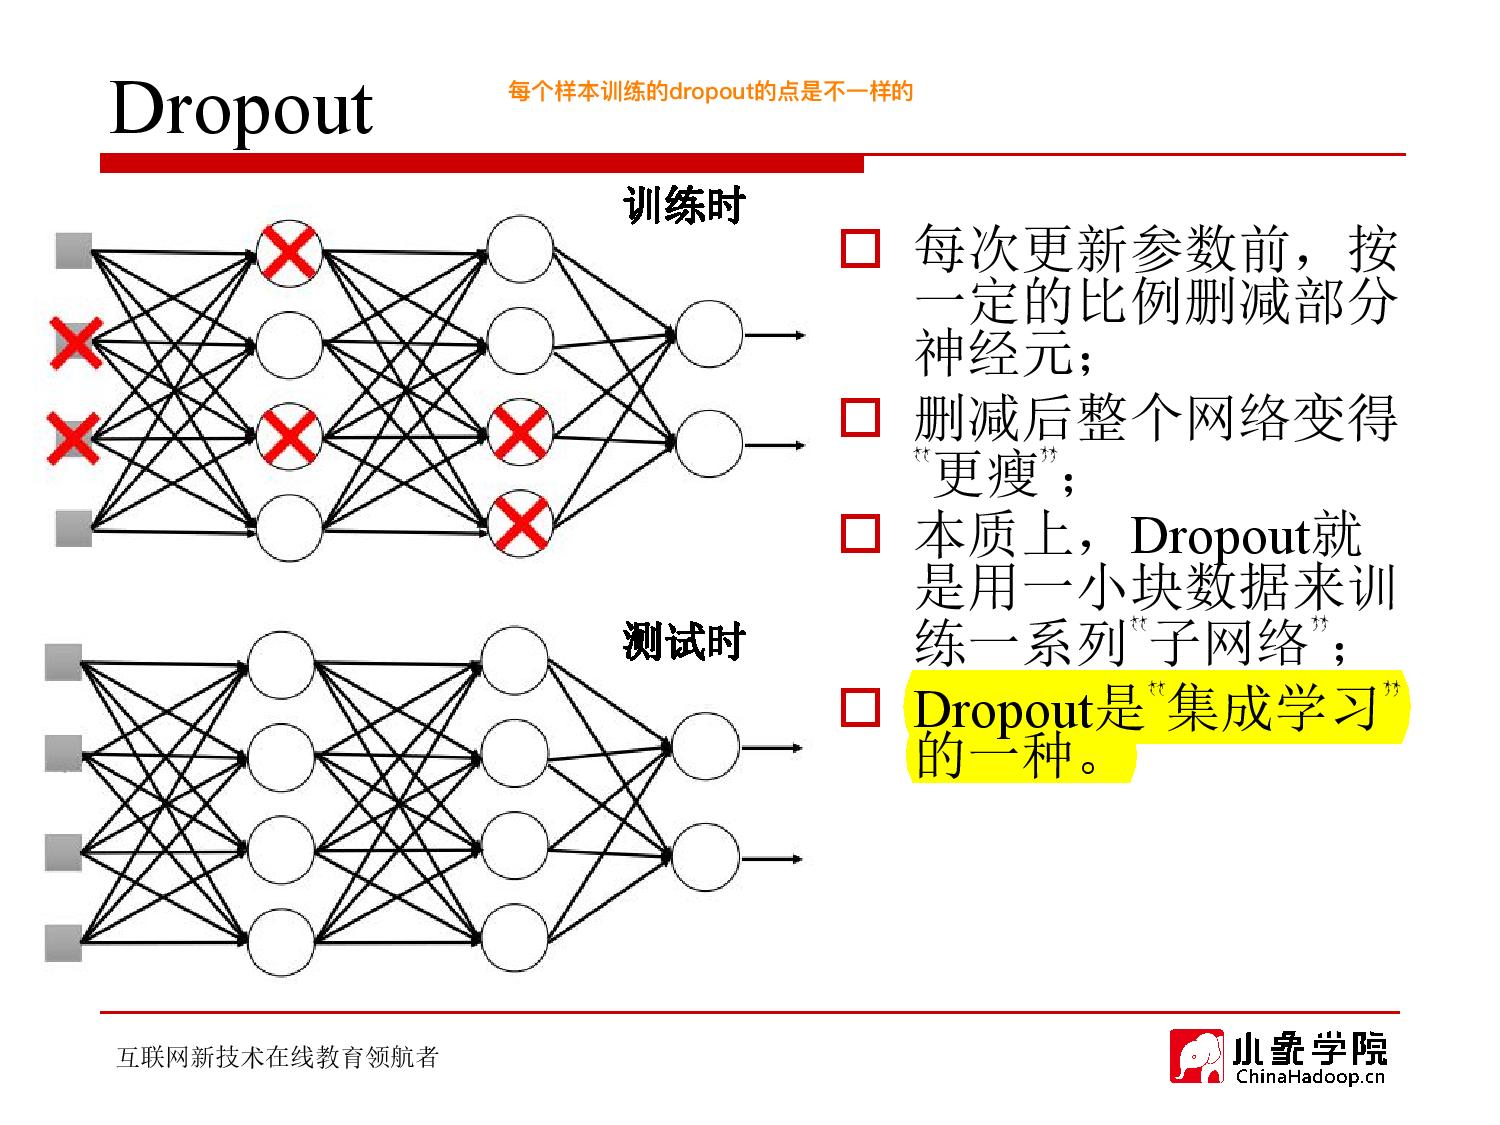 Dropout
每个样本训练的dropout的点是不一样的
训练时
每次更新参数前，按
一定的比例删减部分
神经元；
删减后整个网络变得
“更瘦”；
本质上，Dropout就
是用一小块数据来训
练一系列“子网络”；
Dropout是“集成学习”
的一种。
测试时
互联网新技术在线教育领航者
小象学院
ChinaHadoop.cn